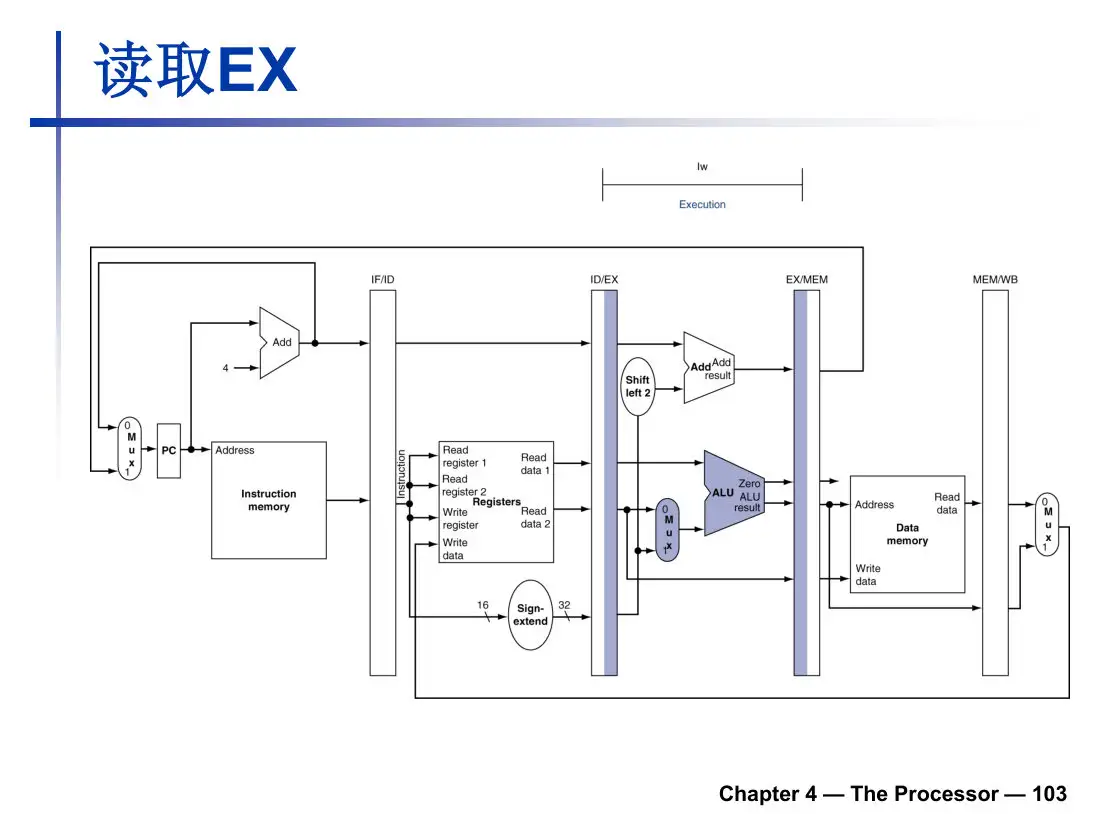 读取EX
lw
Execution
IF/ID
ID/EX
EX/MEM
MEM/WB
Add
4
Add Add
result
Shift
left 2
0
M
u
x
1
PC
Address
Instruction
memory
Instruction
Read
register 1
Read
register 2
Write
register
Write
data
Registers
Read
data 1
Read
data 2
16
Sign-
extend
32
0
M
u
x
1
ALU
Zero
ALU
result
Address
Read
data
Data
memory
Write
data
0
M
u
x
1
Chapter 4 — The Processor — 103